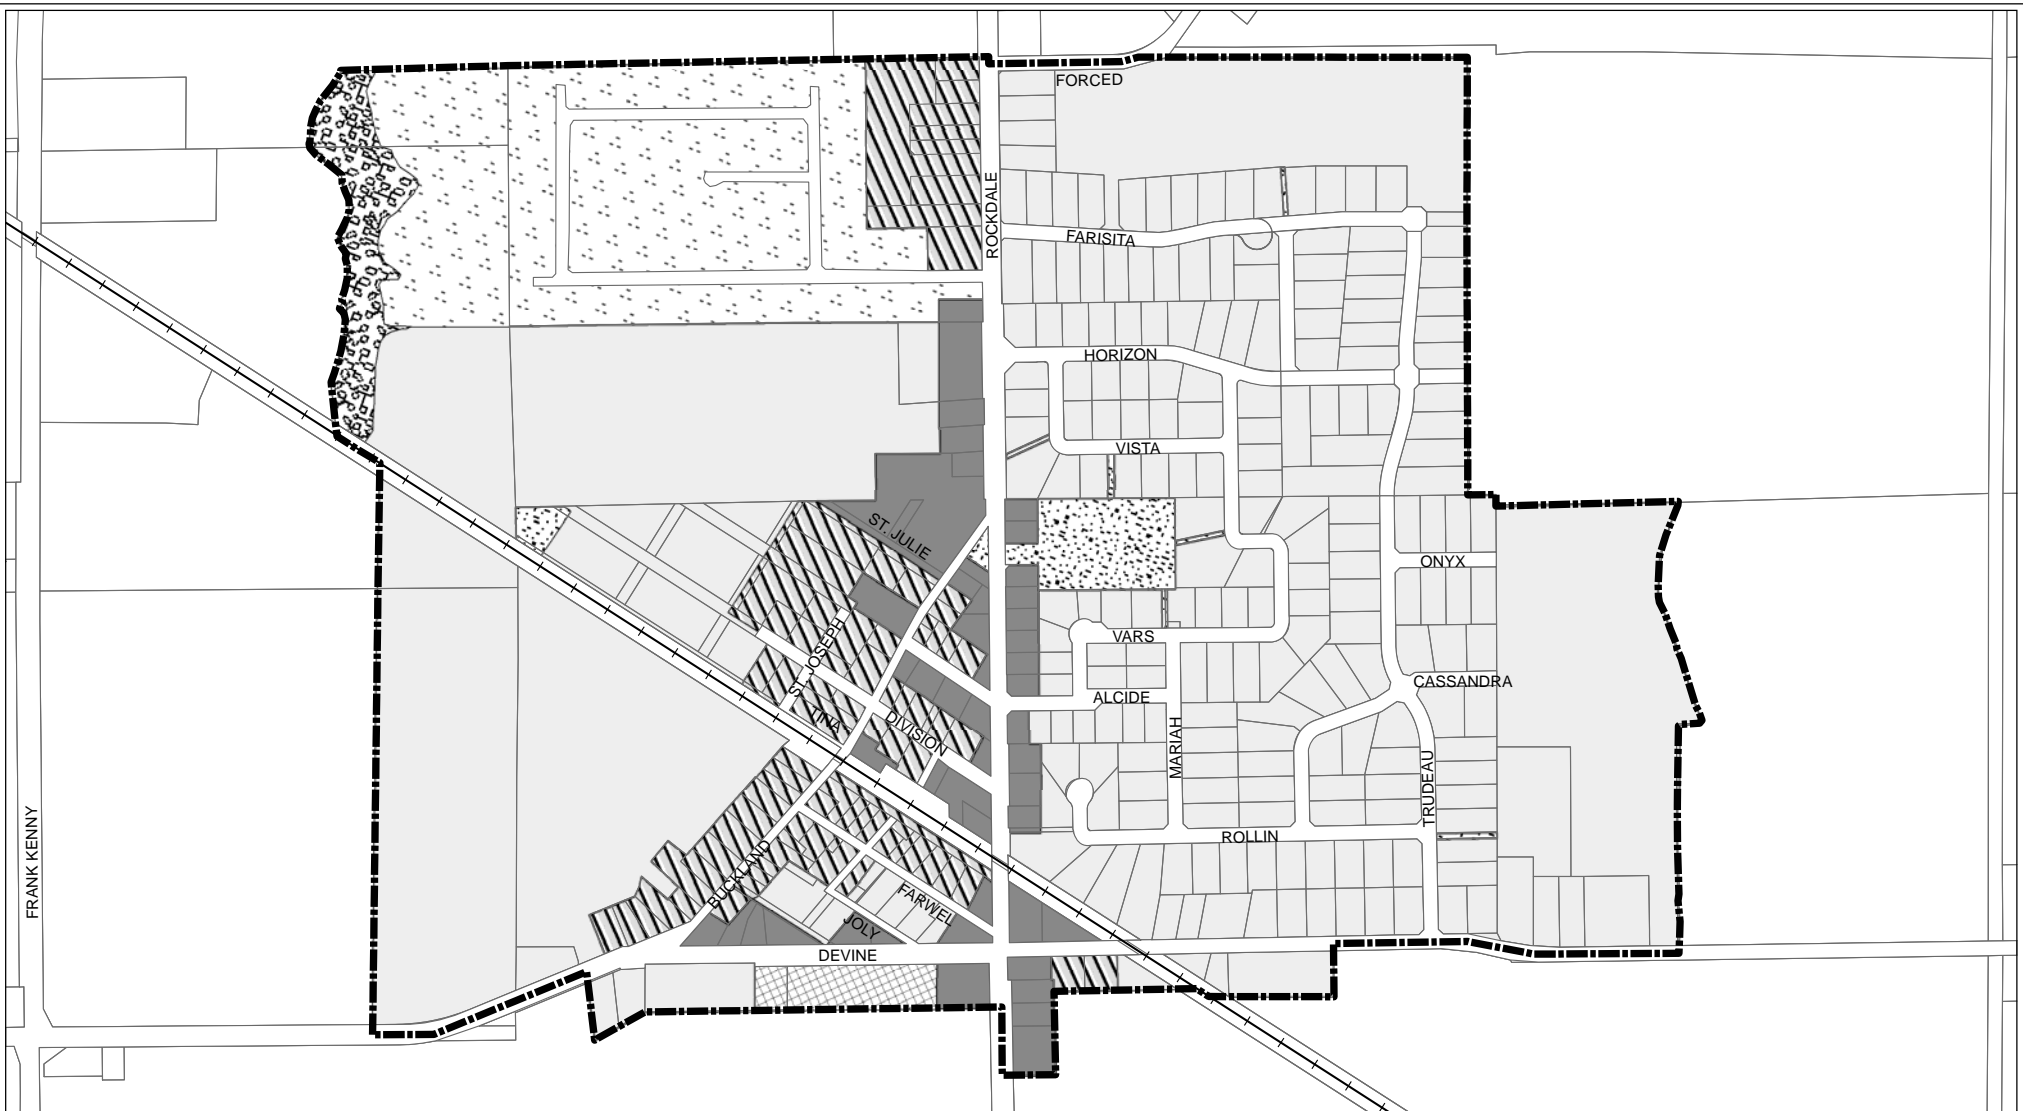 FORCED
ROCKDALE
FARISITA
HORIZON
VISTA
ST. JULIE
ONYX
ST. JOSEPH
VARS
CASSANDRA
ALCIDE
TINA
DIVISION
MARIAH
TRUDEAU
ROLLIN
FRANK KENNY
BUCKLAND
FARWEL
JOLY
DEVINE